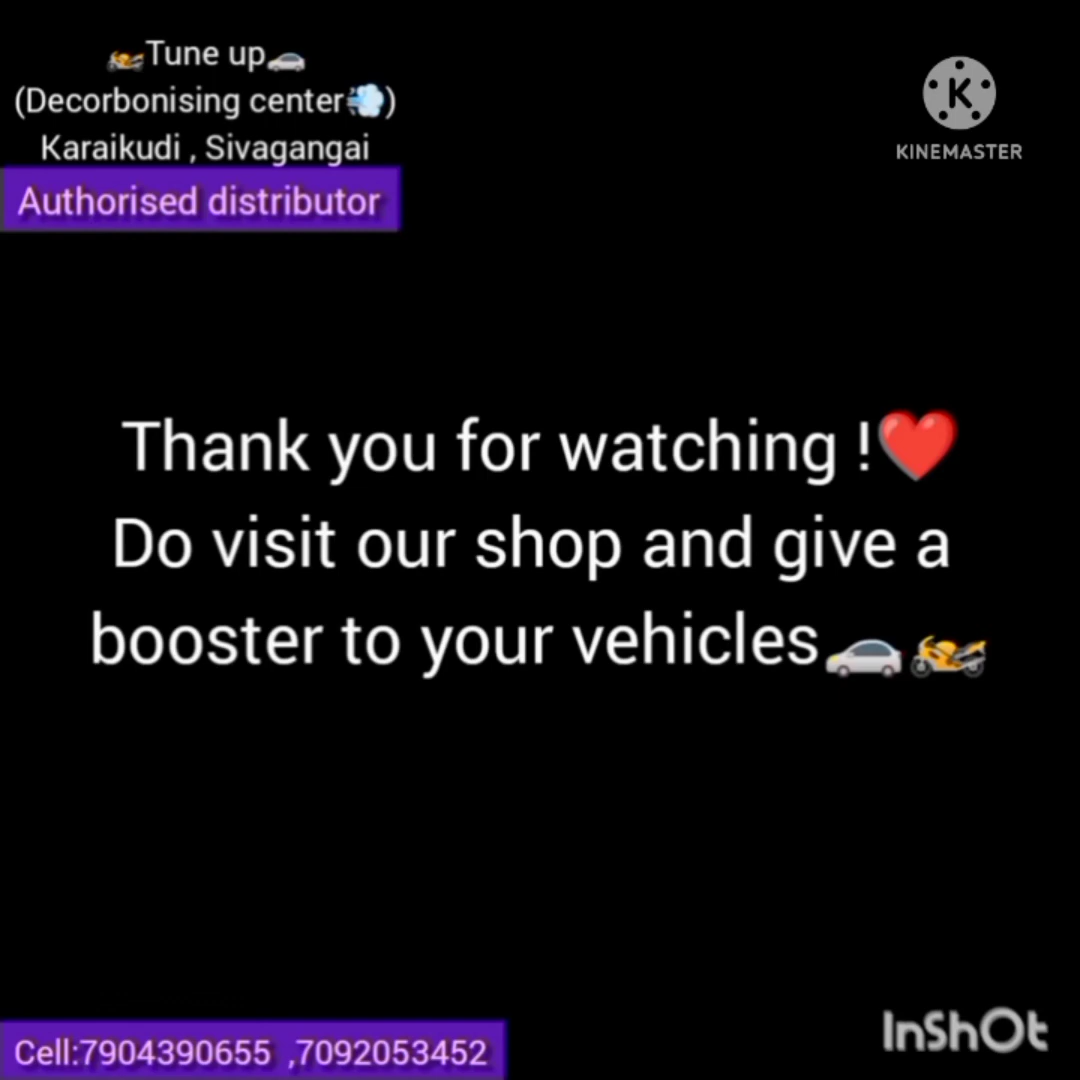 🏍️Tune up🚗
(Decorbonising center💨)
Karaikudi , Sivagangai
Authorised distributor
K
KINEMASTER
Thank you for watching !❤️
Do visit our shop and give a
booster to your vehicles🚗🏍️
Cell:7904390655 ,7092053452
InShOt